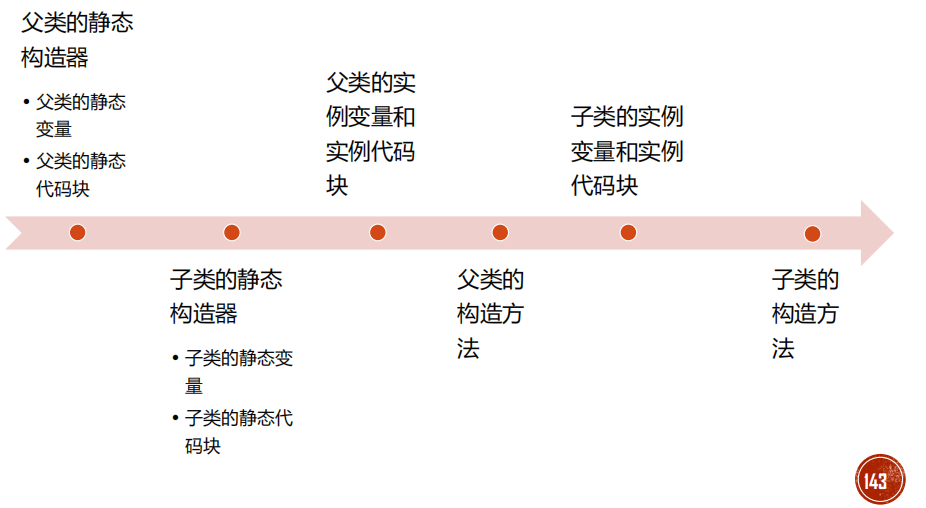 父类的静态
构造器
• 父类的静态
变量
• 父类的静态
代码块
父类的实
例变量和
实例代码
块
子类的实例
变量和实例
代码块
子类的静态
构造器
• 子类的静态变
量
• 子类的静态代
码块
父类的
构造方
法
子类的
构造方
法
143